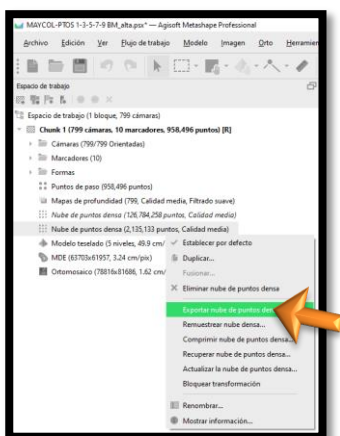 MAYCOL-PTOS 1-3-5-7-9 BM_alta.psx* — Agisoft Metashape Professional
Archivo Edición Ver Flujo de trabajo Modelo Imagen Orto Herramien
Espacio de trabajo
Espacio de trabajo (1 bloque, 799 cámaras)
Chunk 1 (799 cámaras, 10 marcadores, 958,496 puntos) [R]
Cámaras (799/799 Orientadas)
Marcadores (10)
Formas
Puntos de paso (958,496 puntos)
Mapas de profundidad (799, Calidad media, Filtrado suave)
Nube de puntos densa (126,784,258 puntos, Calidad media)
Nube de puntos densa (2,135,133 puntos, Calidad media)
Modelo teselado (5 niveles, 49.9 cm/
MDE (63703x61957, 3.24 cm/pix)
Ortomosaico (78816x81686, 1.62 cm/
Establecer por defecto
Duplicar...
Fusionar...
Eliminar nube de puntos densa
Exportar nube de puntos den
Remuestrear nube densa...
Comprimir nube de puntos densa...
Recuperar nube de puntos densa...
Actualizar la nube de puntos densa...
Bloquear transformación
Renombrar...
Mostrar información...